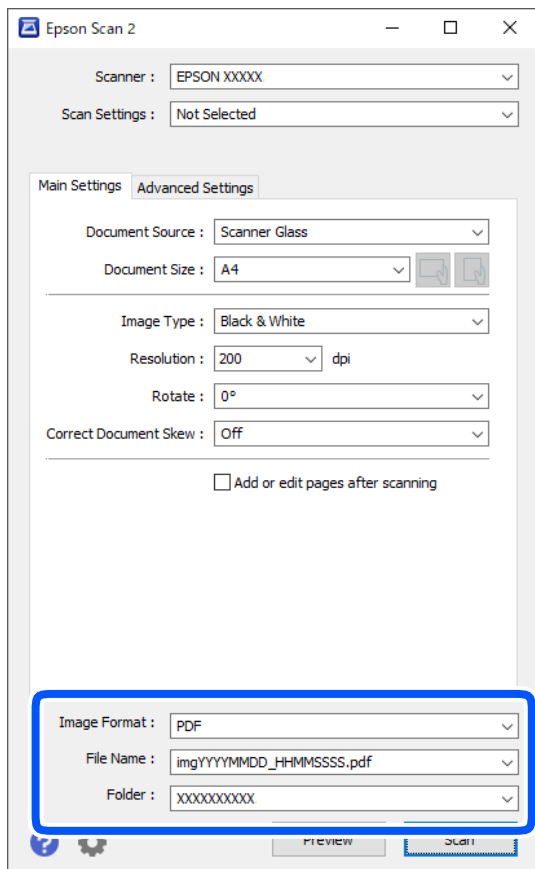 Epson Scan 2
Scanner : EPSON XXXXX
Scan Settings : Not Selected
Main Settings Advanced Settings
Document Source : Scanner Glass
Document Size : A4
Image Type : Black & White
Resolution : 200 dpi
Rotate : 0°
Correct Document Skew : Off
Add or edit pages after scanning
Image Format : PDF
File Name : imgYYYYMMDD_HHMMSSSS.pdf
Folder : XXXXXXXXXX
? Preview Scan